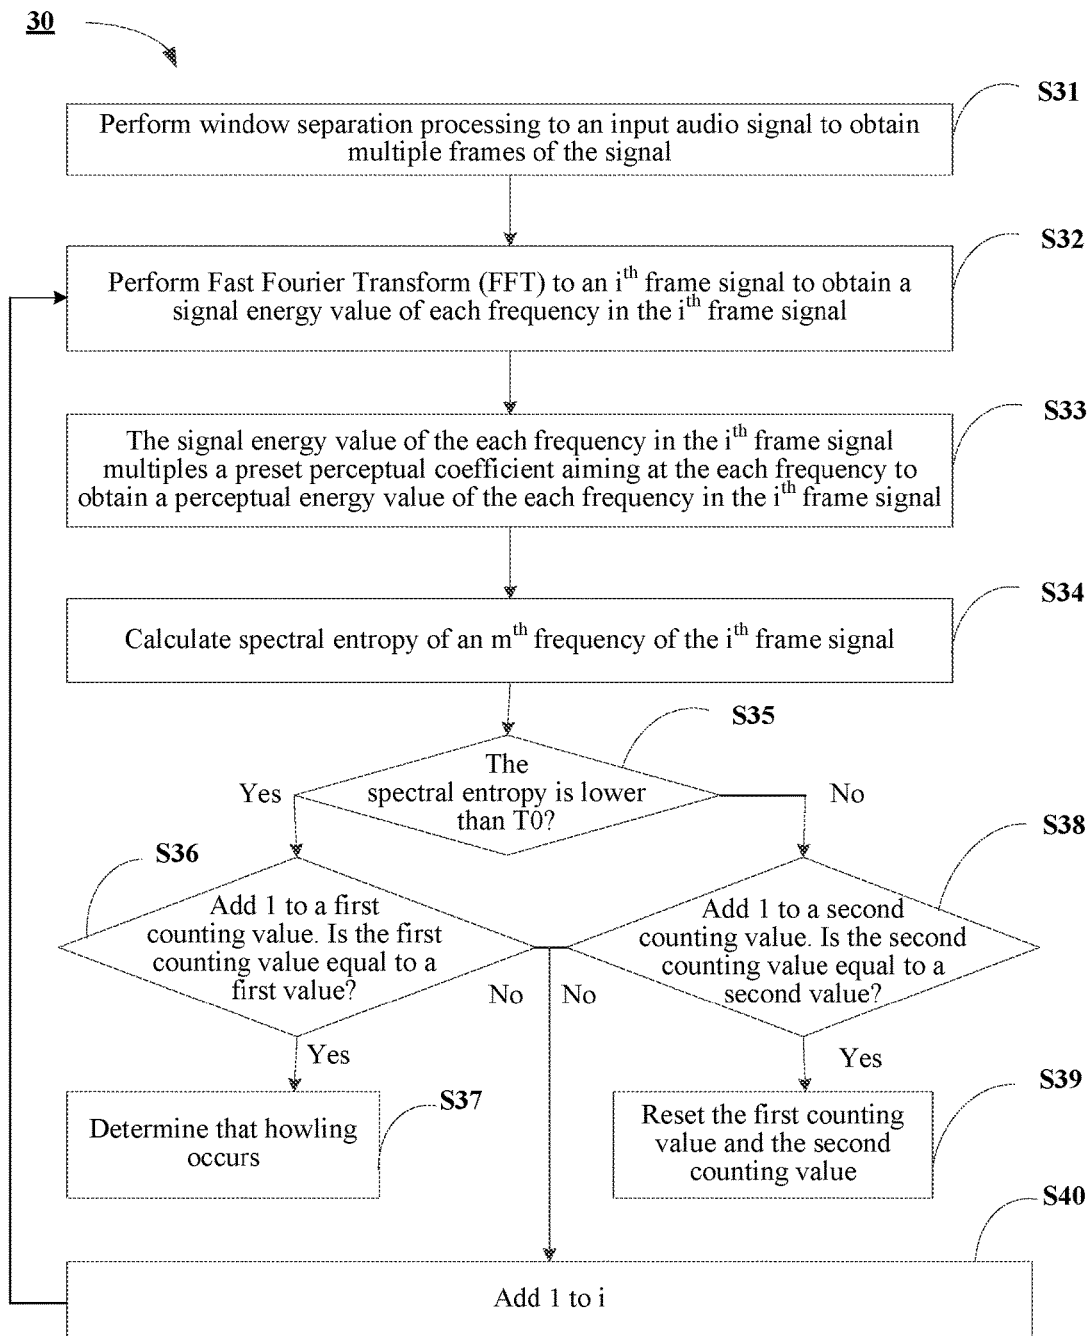 30
S31
Perform window separation processing to an input audio signal to obtain
multiple frames of the signal
S32
Perform Fast Fourier Transform (FFT) to an iᵗʰ frame signal to obtain a
signal energy value of each frequency in the iᵗʰ frame signal
S33
The signal energy value of the each frequency in the iᵗʰ frame signal
multiples a preset perceptual coefficient aiming at the each frequency to
obtain a perceptual energy value of the each frequency in the iᵗʰ frame signal
S34
Calculate spectral entropy of an mᵗʰ frequency of the iᵗʰ frame signal
S35
The
spectral entropy is lower
than T0?
Yes
No
S36
Add 1 to a first
counting value. Is the first
counting value equal to a
first value?
No
Yes
S38
Add 1 to a second
counting value. Is the second
counting value equal to a
second value?
No
Yes
S37
Determine that howling
occurs
S39
Reset the first counting
value and the second
counting value
S40
Add 1 to i